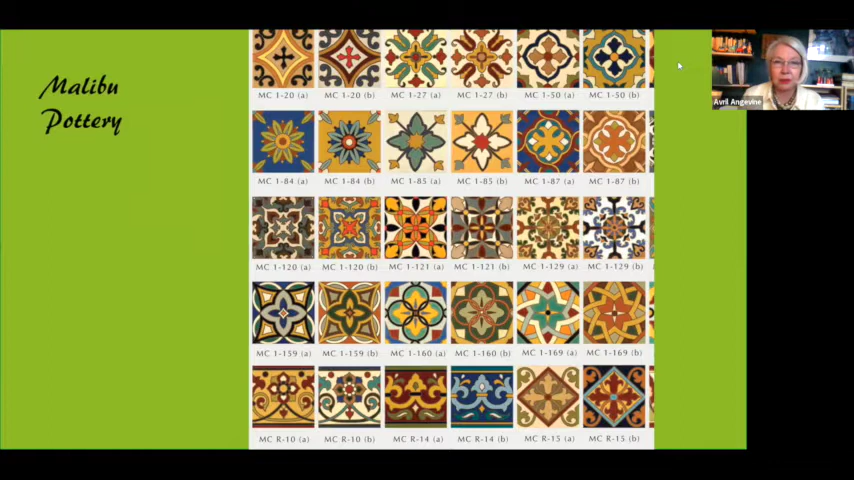 Malibu
Pottery
Avril Angevine
MC 1-20 (a) MC 1-20 (b) MC 1-27 (a) MC 1-27 (b) MC 1-50 (a) MC 1-50 (b)
MC 1-84 (a) MC 1-84 (b) MC 1-85 (a) MC 1-85 (b) MC 1-87 (a) MC 1-87 (b)
MC 1-120 (a) MC 1-120 (b) MC 1-121 (a) MC 1-121 (b) MC 1-129 (a) MC 1-129 (b)
MC 1-159 (a) MC 1-159 (b) MC 1-160 (a) MC 1-160 (b) MC 1-169 (a) MC 1-169 (b)
MC R-10 (a) MC R-10 (b) MC R-14 (a) MC R-14 (b) MC R-15 (a) MC R-15 (b)